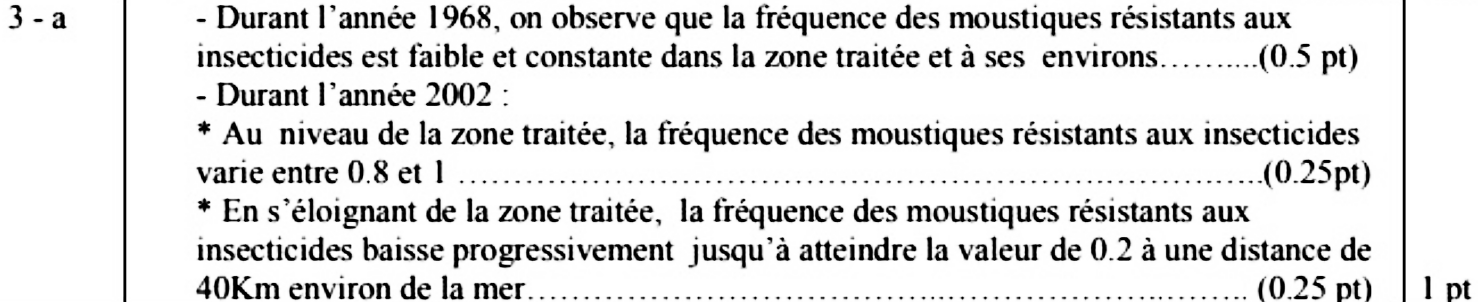 3 - a
- Durant l'année 1968, on observe que la fréquence des moustiques résistants aux
insecticides est faible et constante dans la zone traitée et à ses environs..........(0.5 pt)
- Durant l'année 2002 :
* Au niveau de la zone traitée, la fréquence des moustiques résistants aux insecticides
varie entre 0.8 et 1 ................................................................................(0.25pt)
* En s'éloignant de la zone traitée, la fréquence des moustiques résistants aux
insecticides baisse progressivement jusqu'à atteindre la valeur de 0.2 à une distance de
40Km environ de la mer........................................................................ (0.25 pt) 1 pt